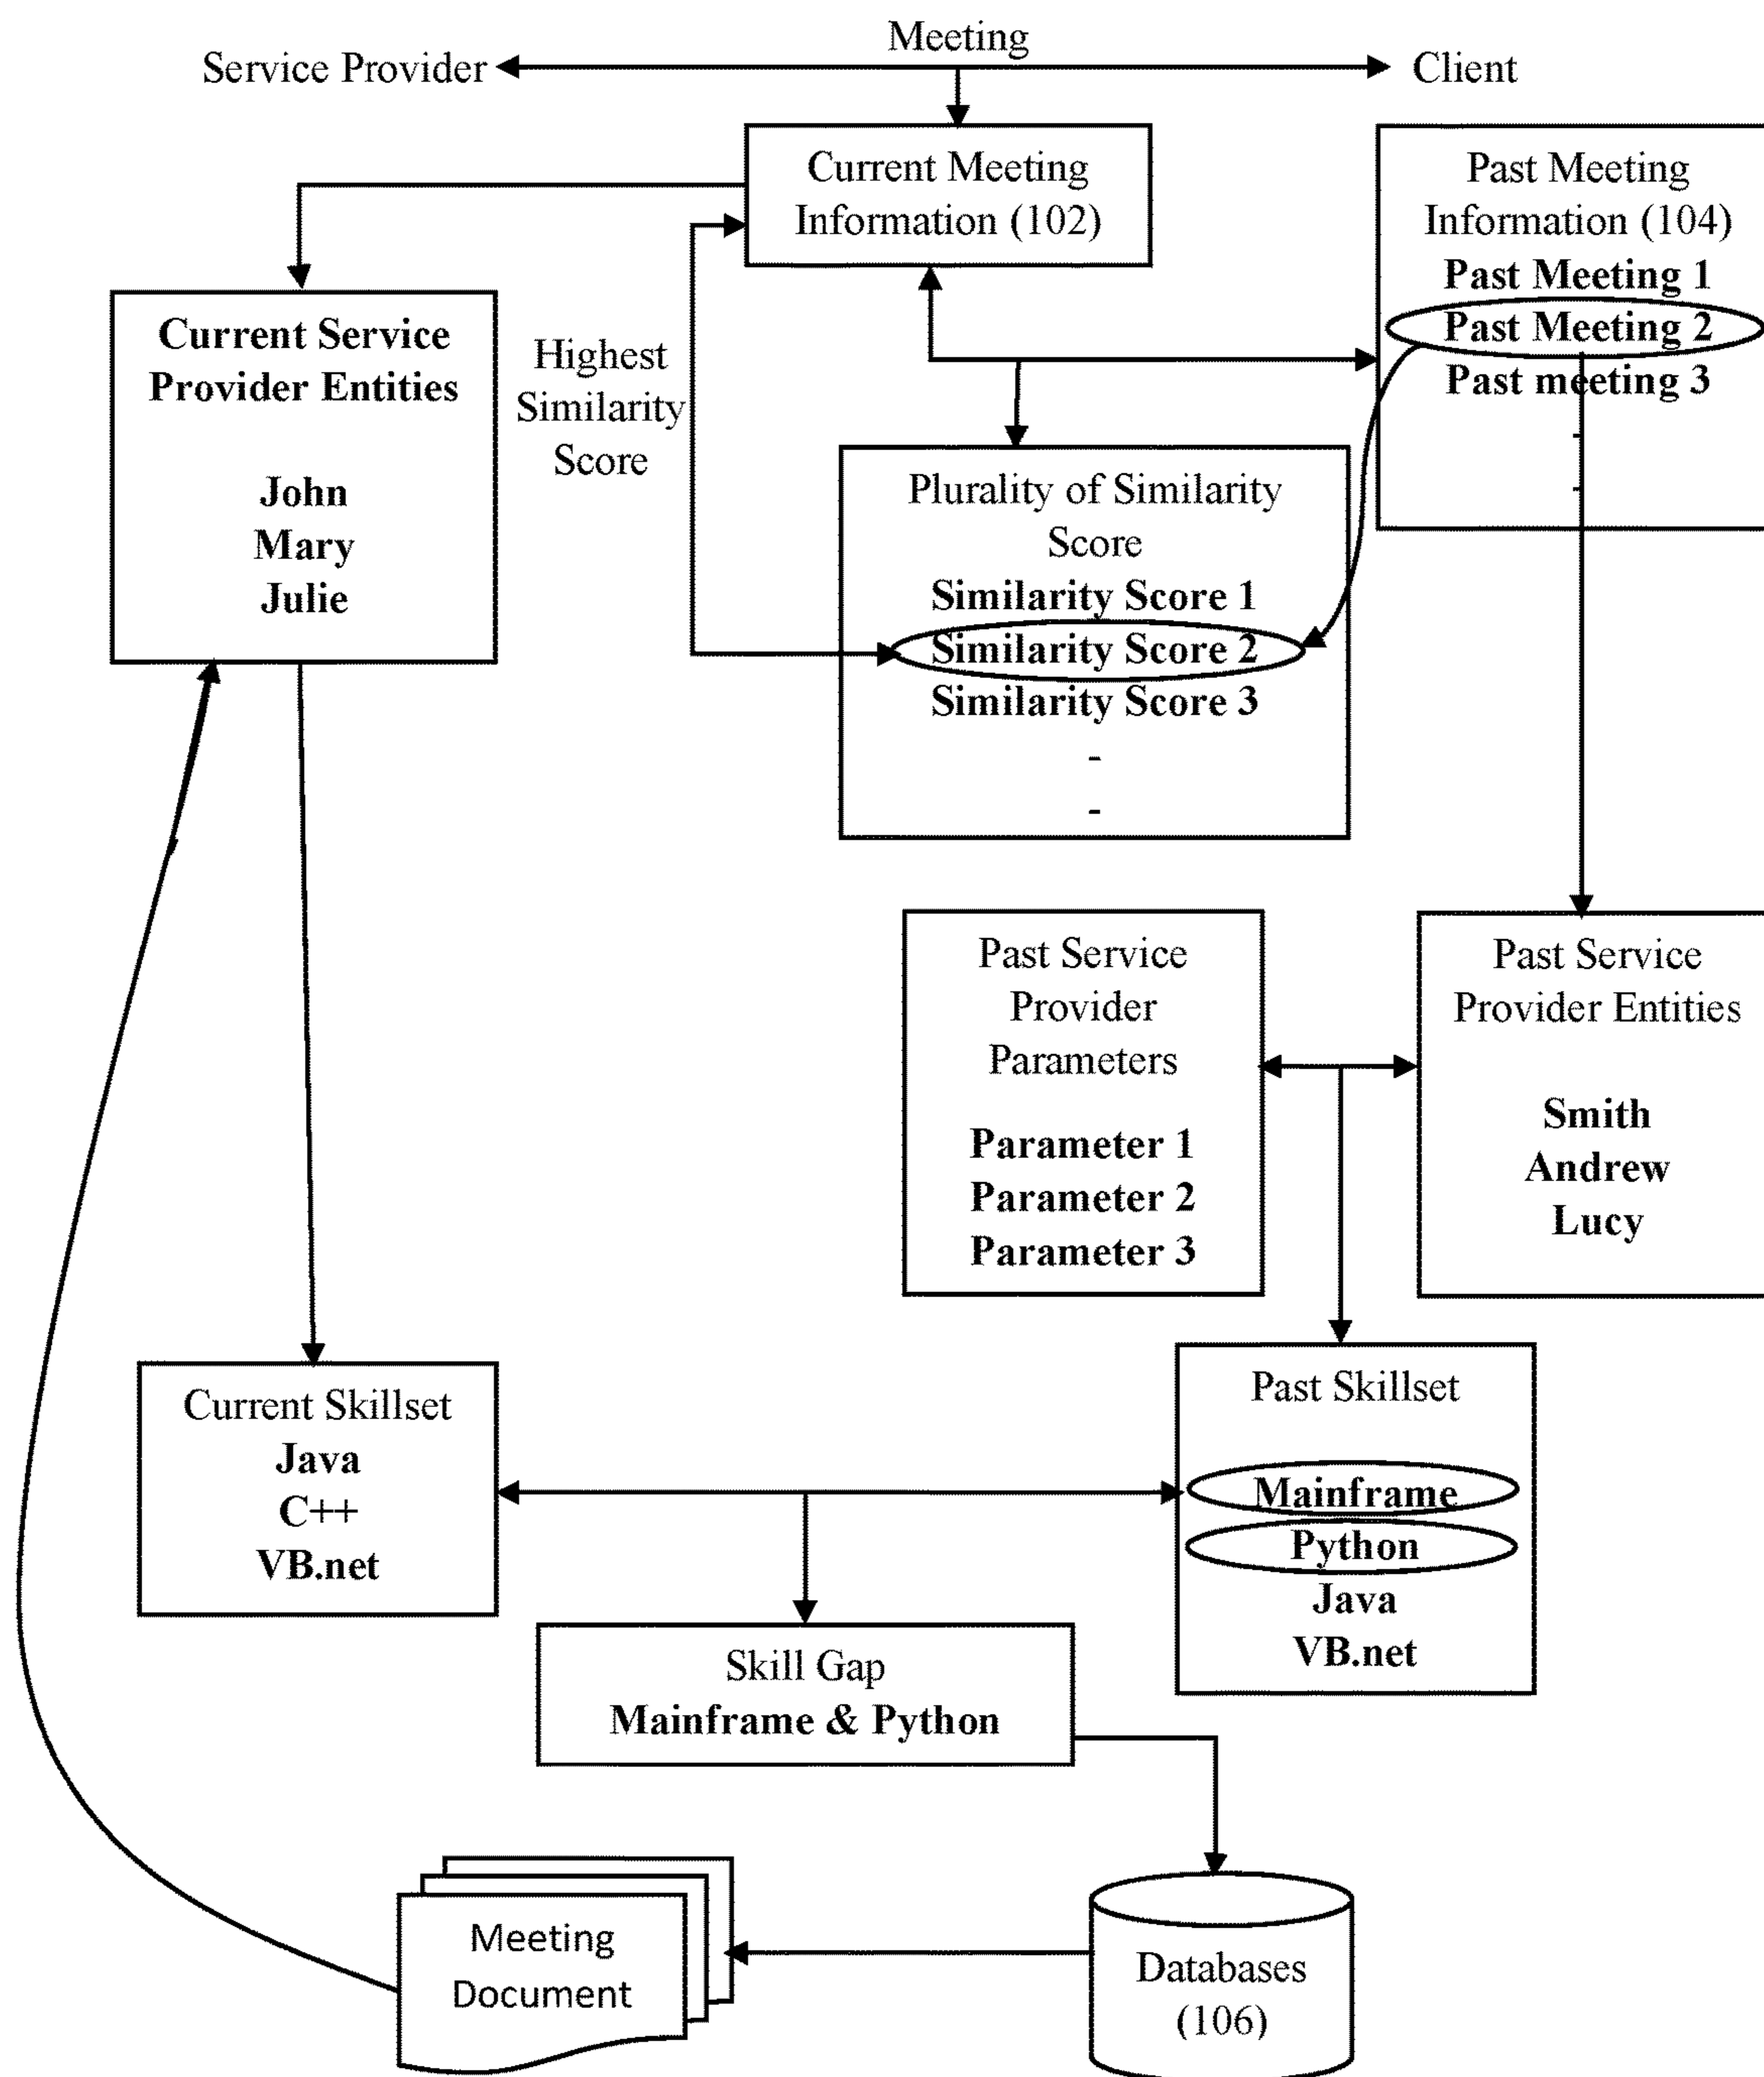 Meeting
Service Provider
Client
Current Meeting
Information (102)
Past Meeting
Information (104)
Past Meeting 1
Past Meeting 2
Past meeting 3
-
-
Current Service
Provider Entities
John
Mary
Julie
Highest
Similarity
Score
Plurality of Similarity
Score
Similarity Score 1
Similarity Score 2
Similarity Score 3
-
-
Past Service
Provider
Parameters
Parameter 1
Parameter 2
Parameter 3
Past Service
Provider Entities
Smith
Andrew
Lucy
Current Skillset
Java
C++
VB.net
Past Skillset
Mainframe
Python
Java
VB.net
Skill Gap
Mainframe & Python
Meeting
Document
Databases
(106)